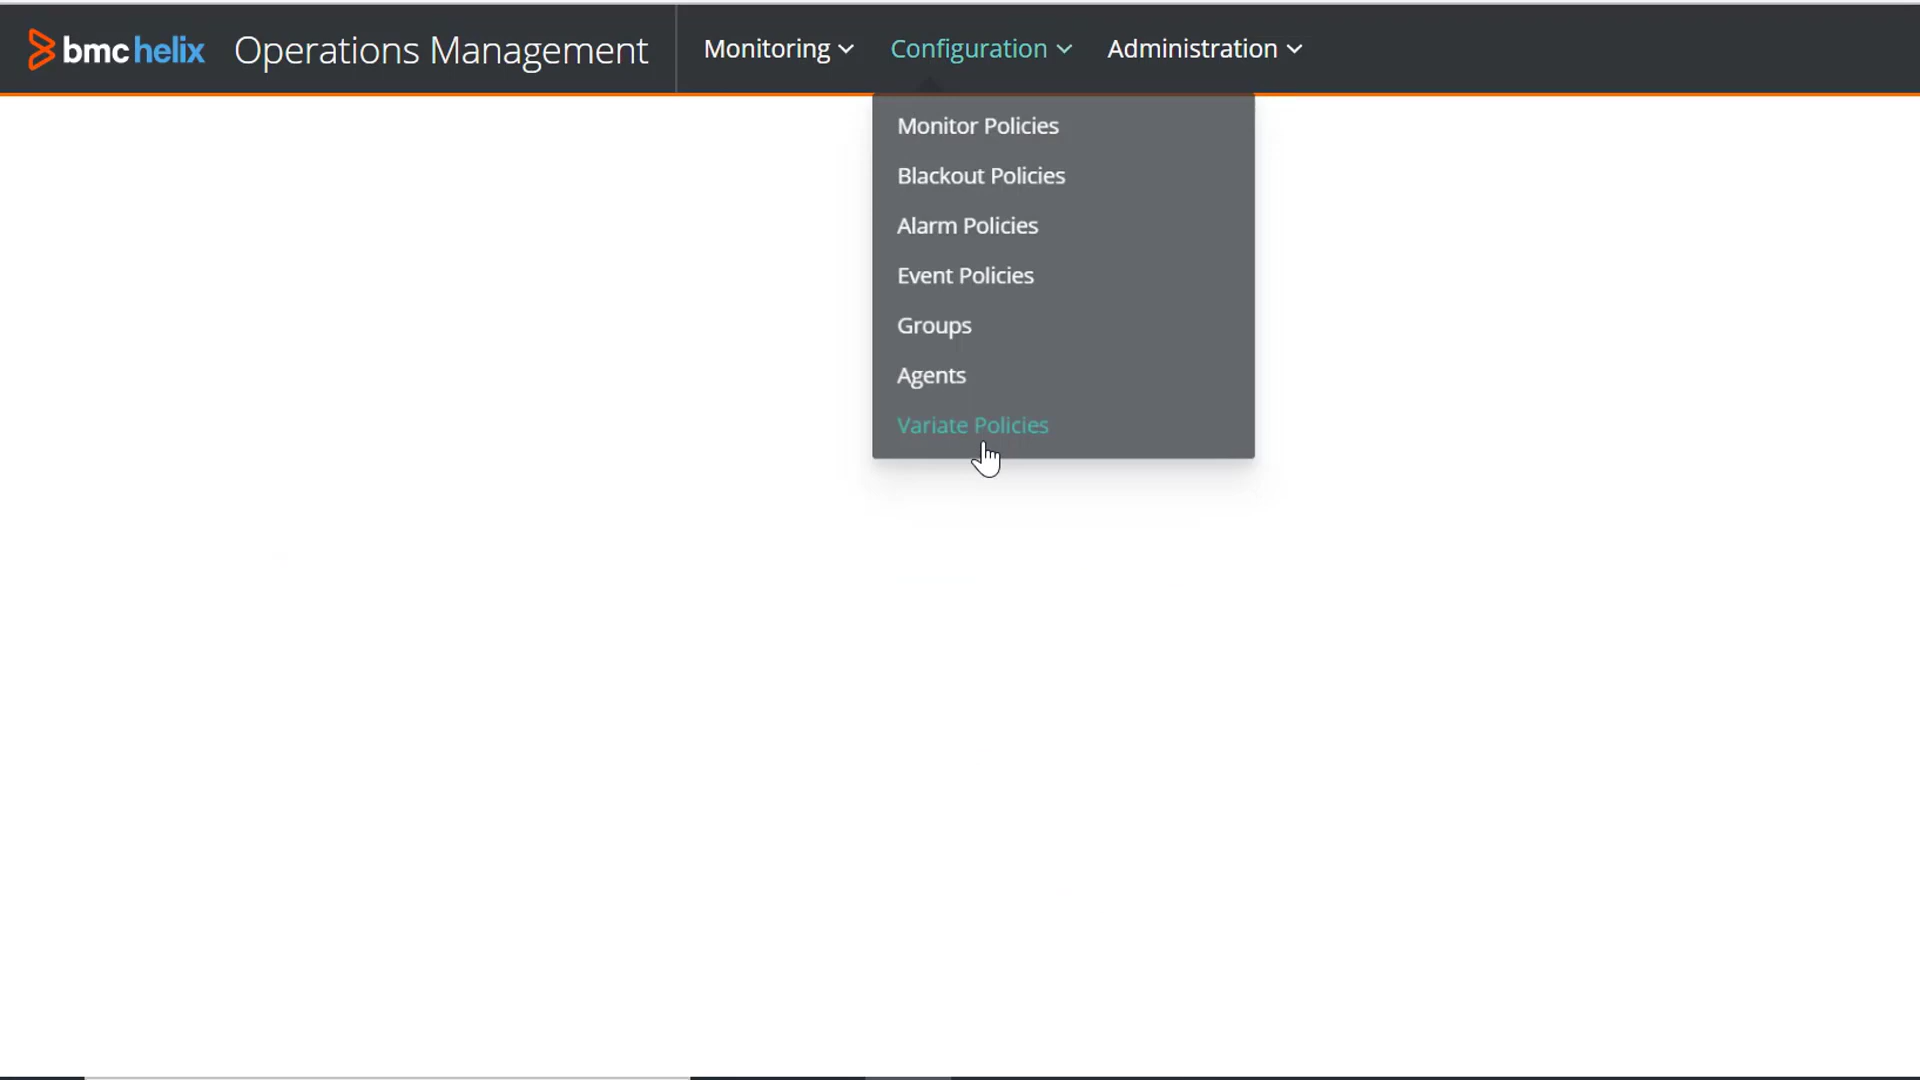 bmc helix Operations Management Monitoring Configuration Administration
Monitor Policies
Blackout Policies
Alarm Policies
Event Policies
Groups
Agents
Variate Policies